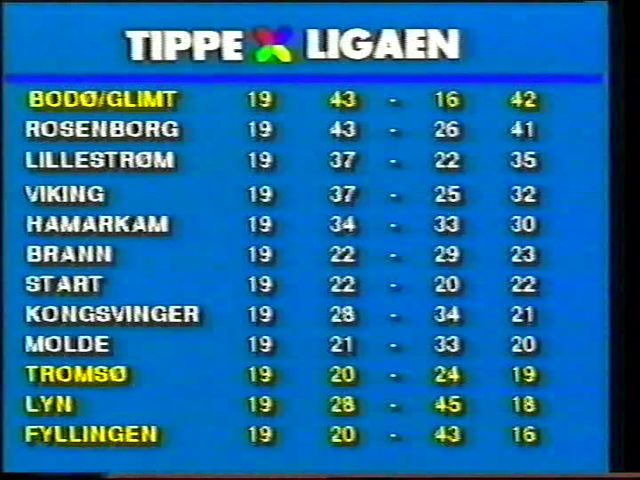 TIPPE LIGAEN
BODØ/GLIMT 19 43 - 16 42
ROSENBORG 19 43 - 26 41
LILLESTRØM 19 37 - 22 35
VIKING 19 37 - 25 32
HAMARKAM 19 34 - 33 30
BRANN 19 22 - 29 23
START 19 22 - 20 22
KONGSVINGER 19 28 - 34 21
MOLDE 19 21 - 33 20
TROMSØ 19 20 - 24 19
LYN 19 28 - 45 18
FYLLINGEN 19 20 - 43 16